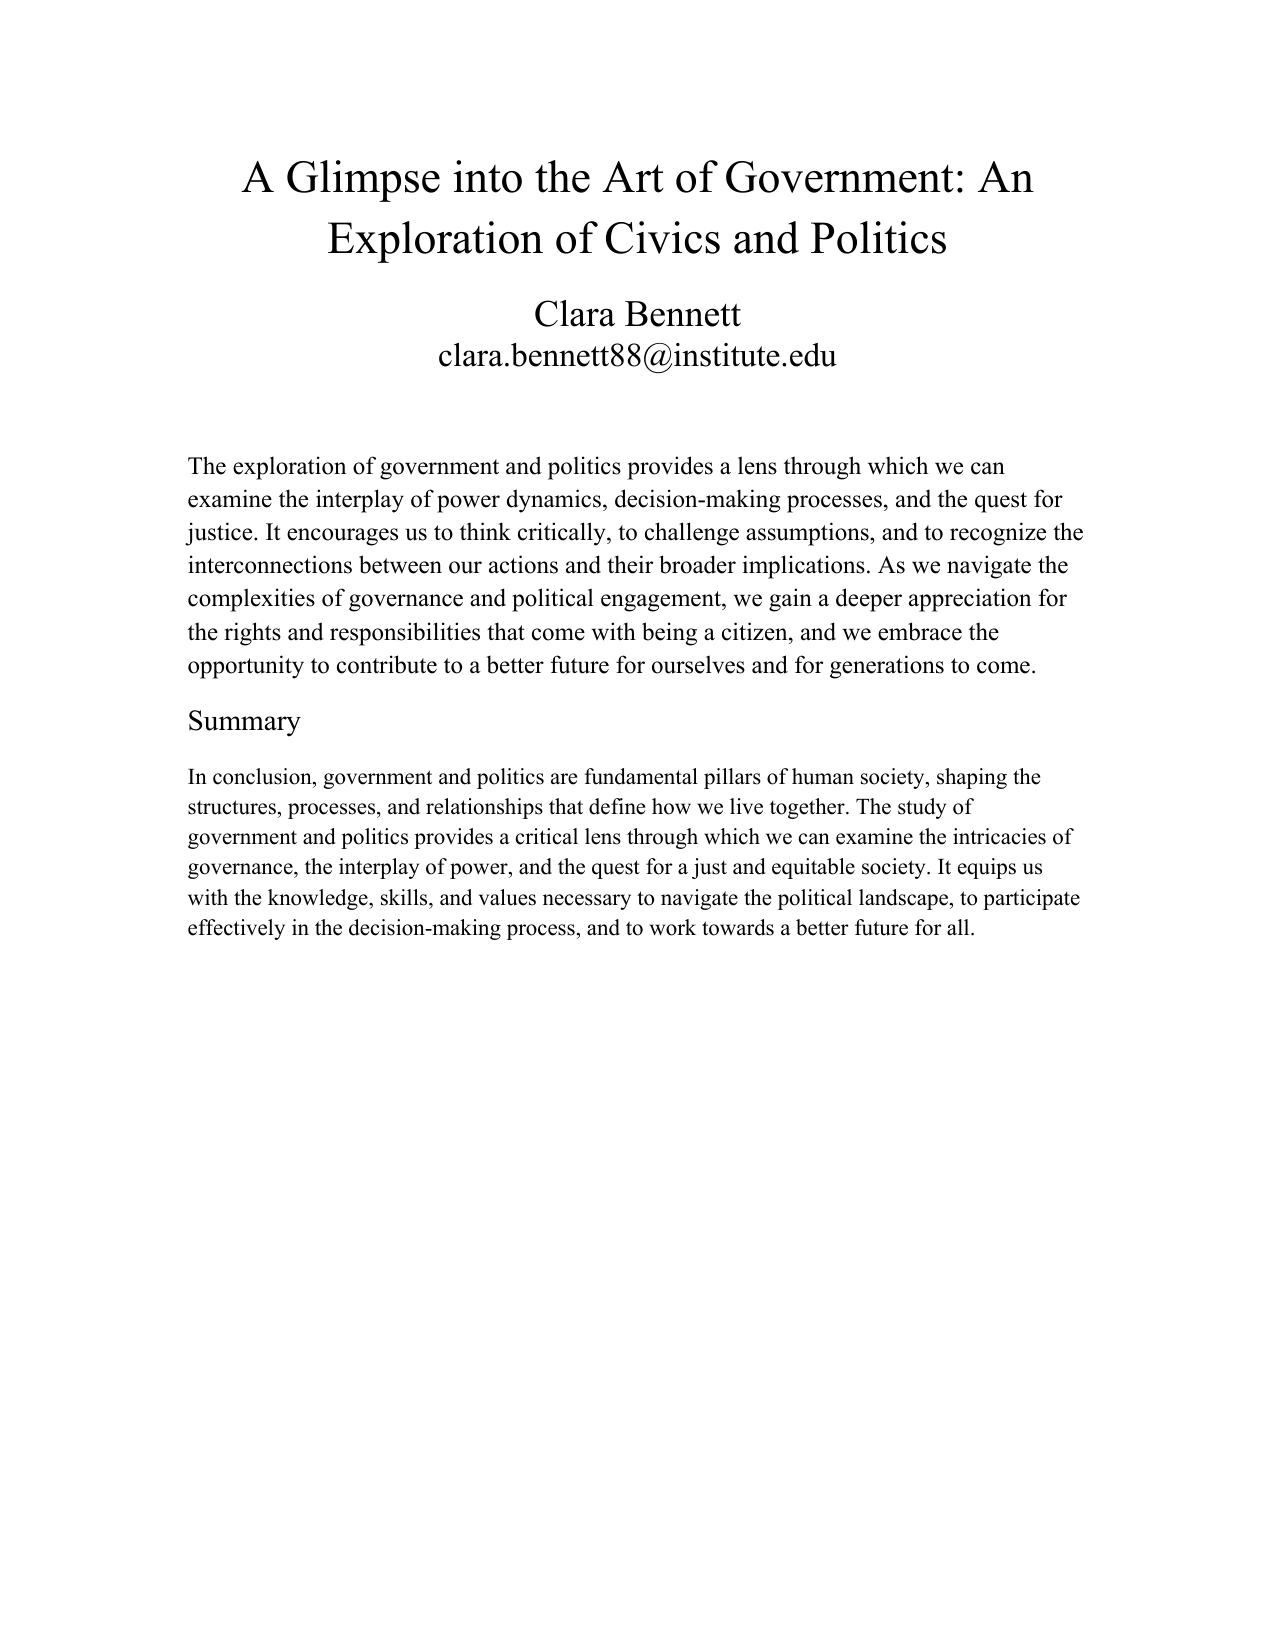 A Glimpse into the Art of Government: An
Exploration of Civics and Politics
Clara Bennett
clara.bennett88@institute.edu
The exploration of government and politics provides a lens through which we can
examine the interplay of power dynamics, decision-making processes, and the quest for
justice. It encourages us to think critically, to challenge assumptions, and to recognize the
interconnections between our actions and their broader implications. As we navigate the
complexities of governance and political engagement, we gain a deeper appreciation for
the rights and responsibilities that come with being a citizen, and we embrace the
opportunity to contribute to a better future for ourselves and for generations to come.
Summary
In conclusion, government and politics are fundamental pillars of human society, shaping the
structures, processes, and relationships that define how we live together. The study of
government and politics provides a critical lens through which we can examine the intricacies of
governance, the interplay of power, and the quest for a just and equitable society. It equips us
with the knowledge, skills, and values necessary to navigate the political landscape, to participate
effectively in the decision-making process, and to work towards a better future for all.